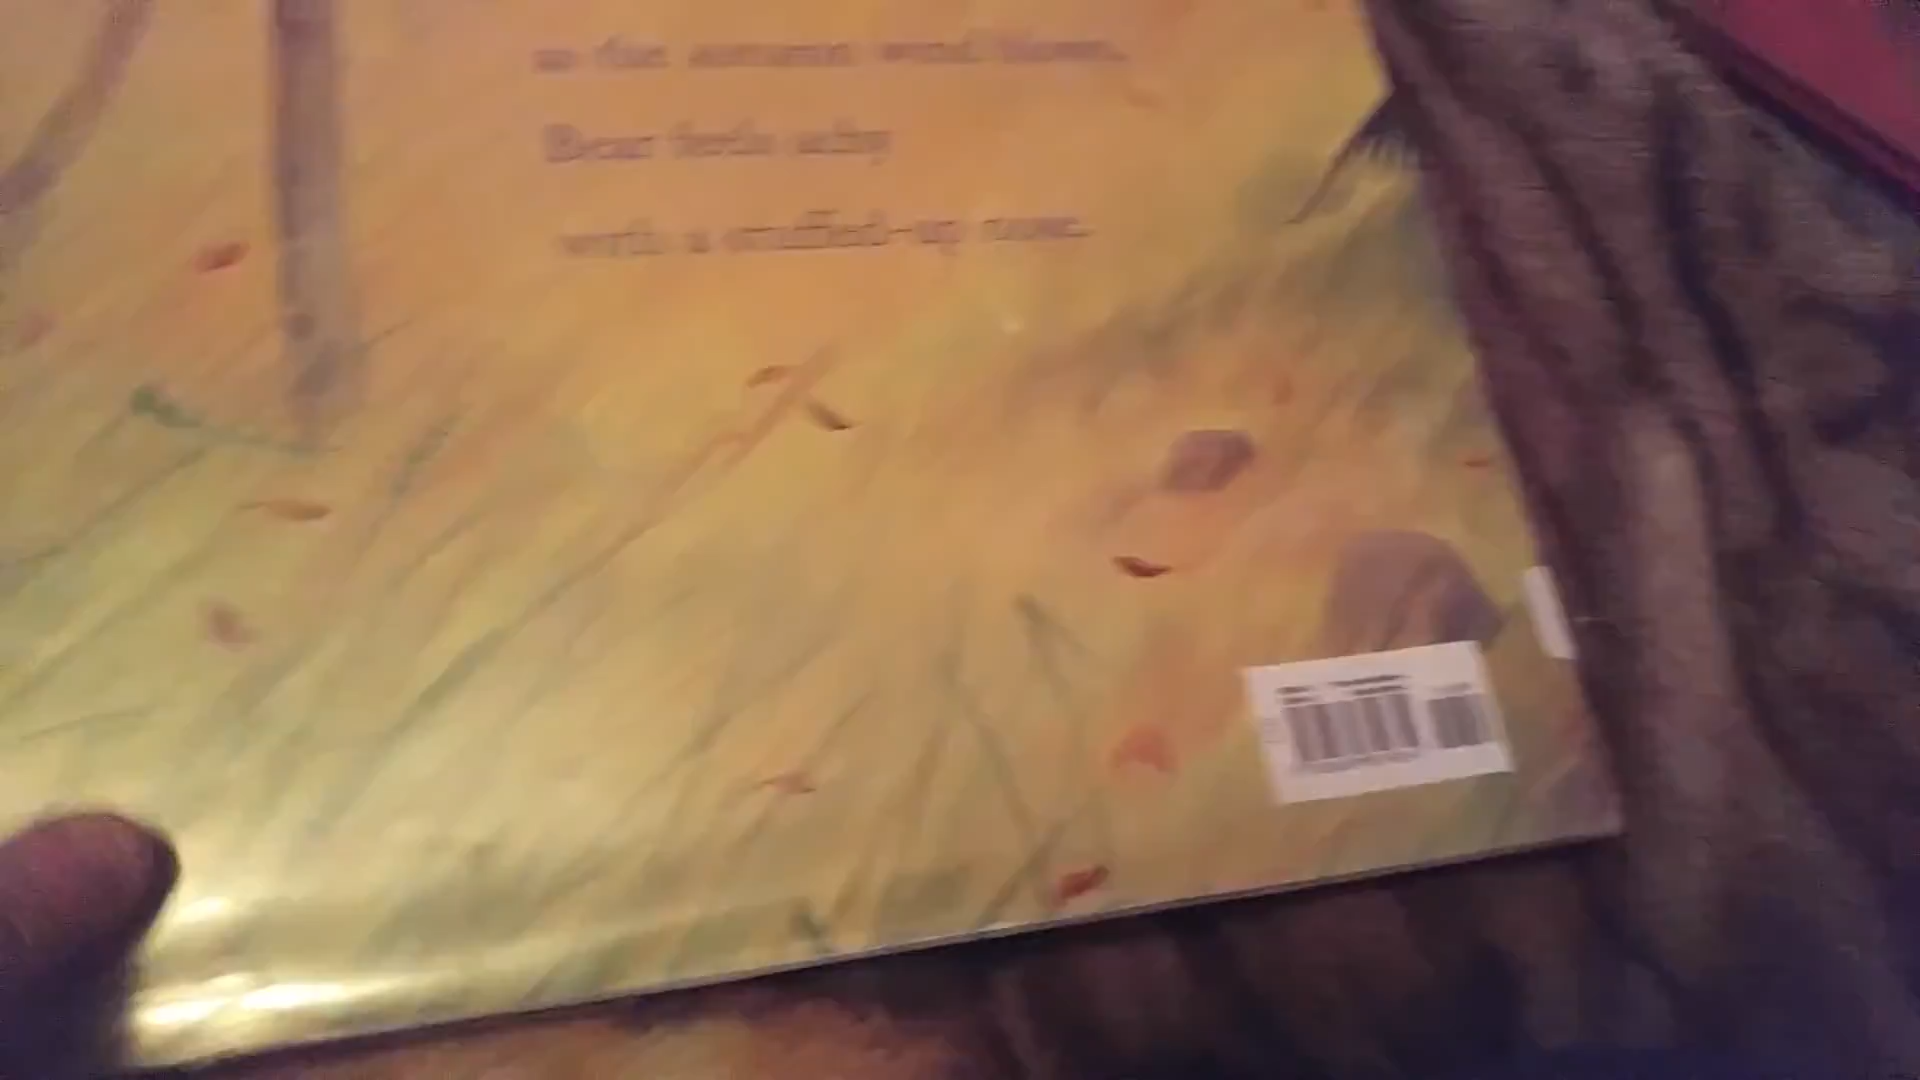 as the autumn wind blows,
Bear feels achy
with a stuffed-up nose.